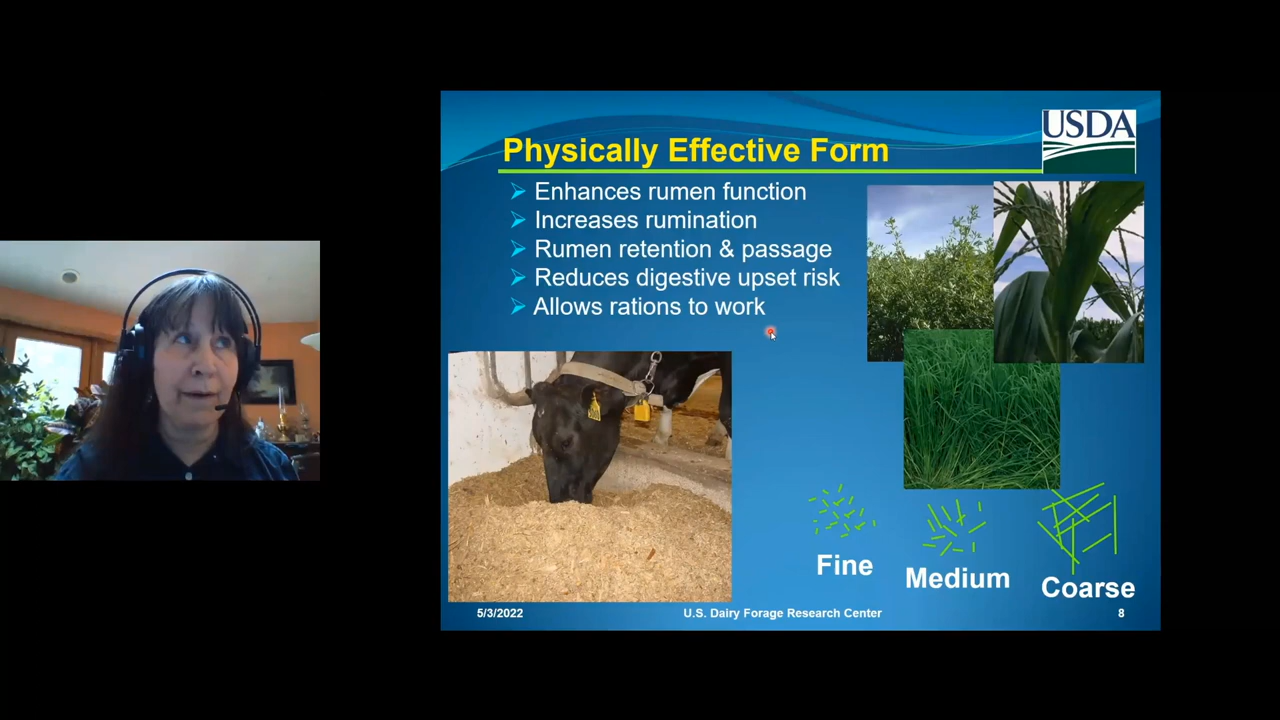 Physically Effective Form
USDA
Enhances rumen function
Increases rumination
Rumen retention & passage
Reduces digestive upset risk
Allows rations to work
Fine
Medium
Coarse
5/3/2022
U.S. Dairy Forage Research Center
8